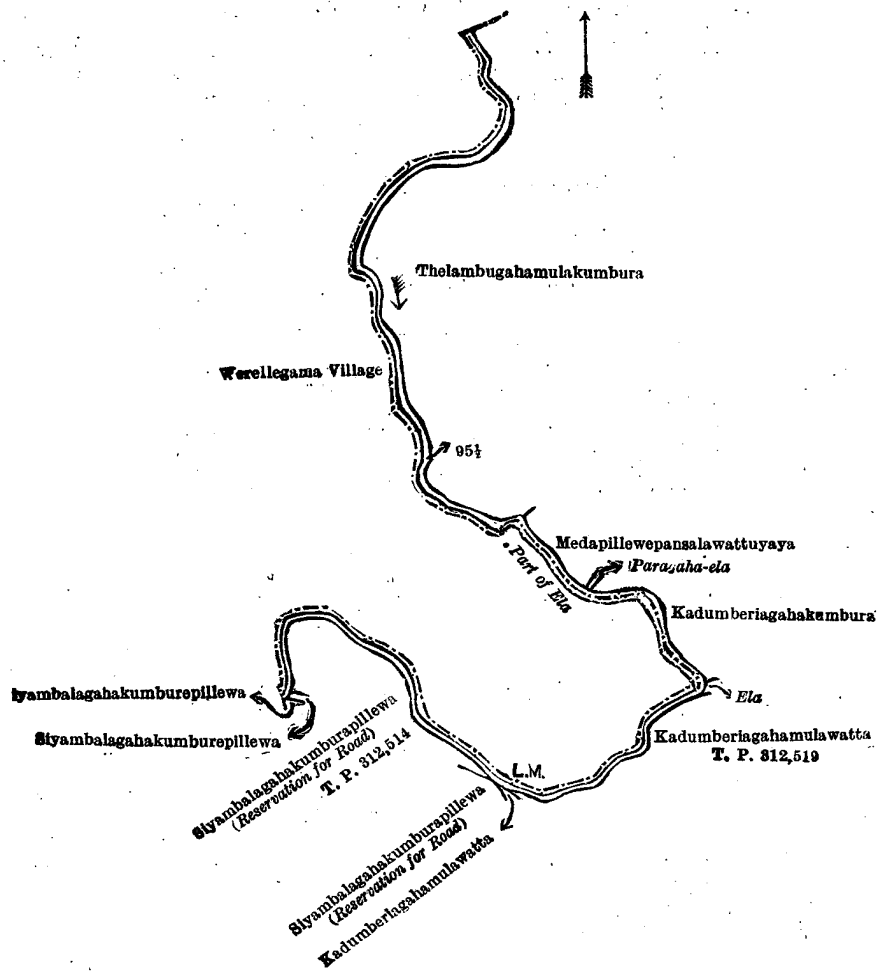 Thelambugahamulakumbura
Werellegama Village
95½
Medapillewepansalawattuyaya
Part of Ela
Paragaha-ela
Kadumberiagahakumbura
Iyambalagahakumburepillewa
Ela
Siyambalagahakumburepillewa
Kadumberiagahamulawatta
T. P. 312,519
Siyambalagahakumburapillewa
(Reservation for Road)
T. P. 312,514
L.M.
Siyambalagahakumburapillewa
(Reservation for Road)
Kadumberiagahamulawatta